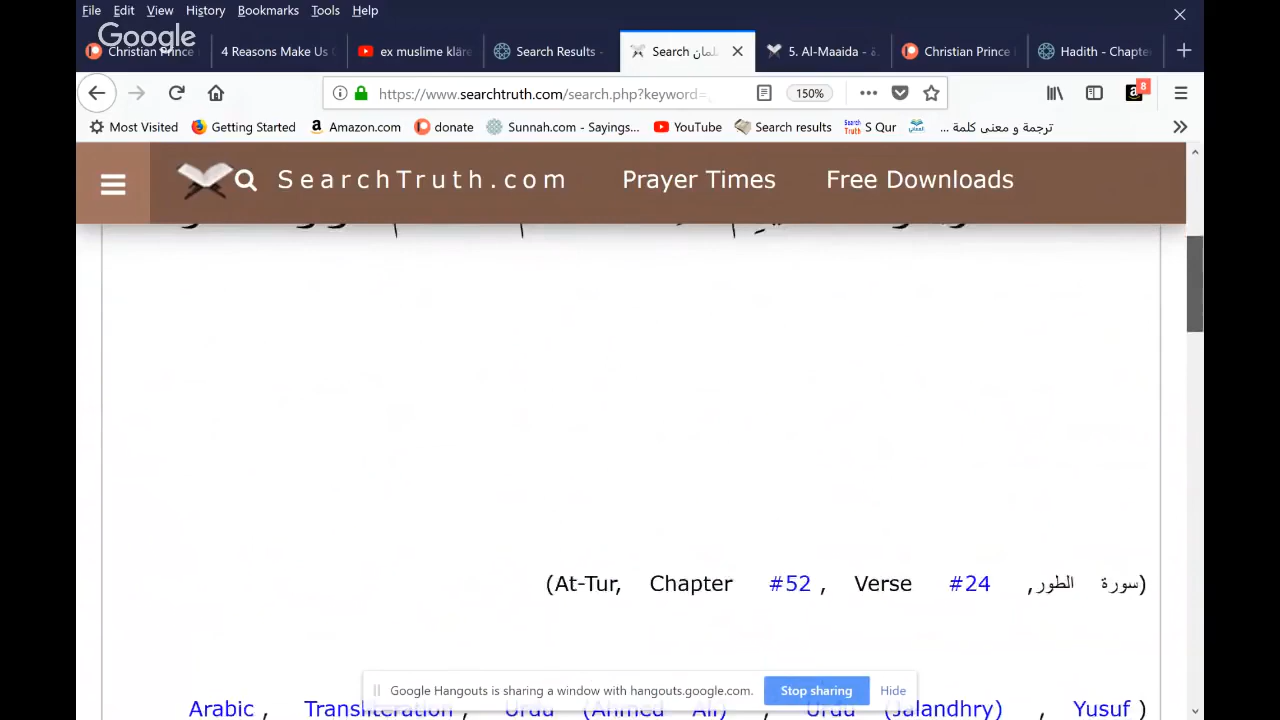 File Edit View History Bookmarks Tools Help
Google
Christian Prince
4 Reasons Make Us
ex muslime kläre
Search Results -
Search
5. Al-Maaida -
Christian Prince
Hadith - Chapte
https://www.searchtruth.com/search.php?keyword=
150%
8
Most Visited Getting Started Amazon.com donate Sunnah.com - Sayings... YouTube Search results S Qur ترجمة و معنى كلمة ...
SearchTruth.com Prayer Times Free Downloads
(At-Tur, Chapter #52 , Verse #24 ,سورة الطور)
Google Hangouts is sharing a window with hangouts.google.com. Stop sharing Hide
Arabic , Transliteration , Urdu (Ahmed Ali) , Urdu (Jalandhry) , Yusuf )